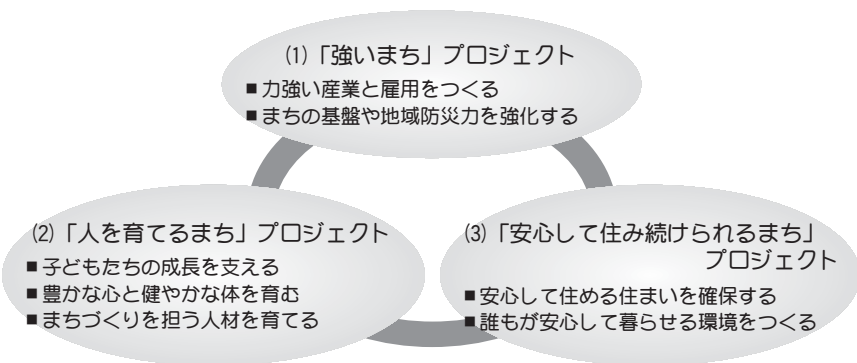 (1)「強いまち」プロジェクト
■力強い産業と雇用をつくる
■まちの基盤や地域防災力を強化する
(2)「人を育てるまち」プロジェクト
■子どもたちの成長を支える
■豊かな心と健やかな体を育む
■まちづくりを担う人材を育てる
(3)「安心して住み続けられるまち」
プロジェクト
■安心して住める住まいを確保する
■誰もが安心して暮らせる環境をつくる